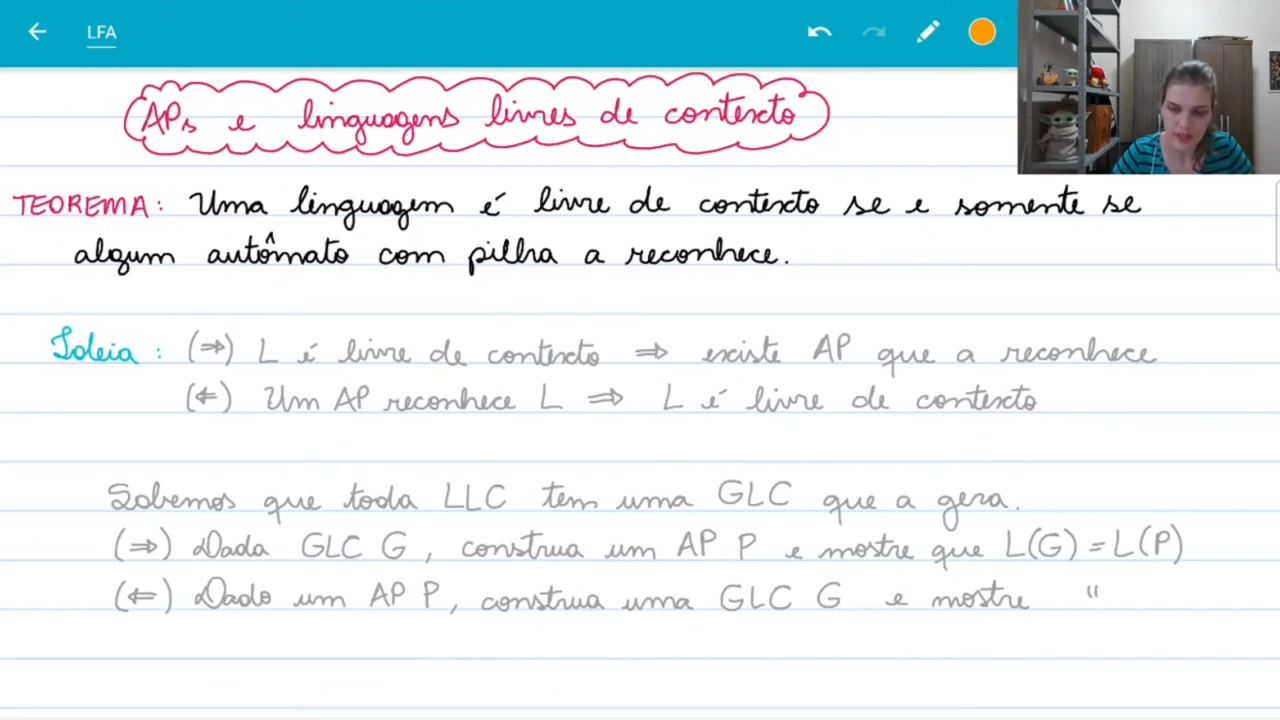 LFA
APs e linguagens livres de contexto
TEOREMA: Uma linguagem é livre de contexto se e somente se
algum autômato com pilha a reconhece.
Ideia: (⇒) L é livre de contexto ⇒ existe AP que a reconhece
(⇐) Um AP reconhece L ⇒ L é livre de contexto
Sabemos que toda LLC tem uma GLC que a gera.
(⇒) Dada GLC G, construa um AP P e mostre que L(G) = L(P)
(⇐) Dado um AP P, construa uma GLC G e mostre "